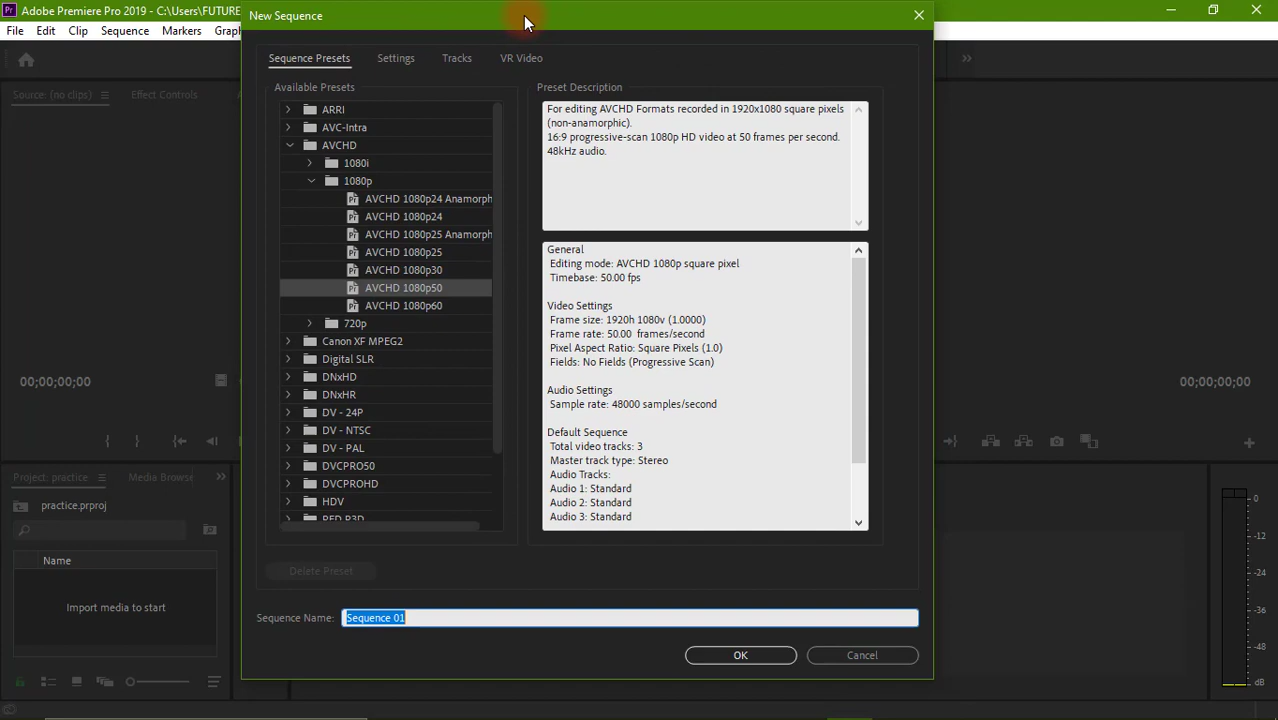 Adobe Premiere Pro 2019 - C:\Users\FUTURE
New Sequence
File Edit Clip Sequence Markers Graph
Sequence Presets Settings Tracks VR Video
Source: (no clips) Effect Controls
Available Presets
Preset Description
ARRI
AVC-Intra
AVCHD
1080i
1080p
AVCHD 1080p24 Anamorph
AVCHD 1080p24
AVCHD 1080p25 Anamorph
AVCHD 1080p25
AVCHD 1080p30
AVCHD 1080p50
AVCHD 1080p60
720p
Canon XF MPEG2
Digital SLR
DNxHD
DNxHR
DV - 24P
DV - NTSC
DV - PAL
DVCPRO50
DVCPROHD
HDV
RED R3D
For editing AVCHD Formats recorded in 1920x1080 square pixels
(non-anamorphic).
16:9 progressive-scan 1080p HD video at 50 frames per second.
48kHz audio.
General
Editing mode: AVCHD 1080p square pixel
Timebase: 50.00 fps
Video Settings
Frame size: 1920h 1080v (1.0000)
Frame rate: 50.00 frames/second
Pixel Aspect Ratio: Square Pixels (1.0)
Fields: No Fields (Progressive Scan)
Audio Settings
Sample rate: 48000 samples/second
Default Sequence
Total video tracks: 3
Master track type: Stereo
Audio Tracks:
Audio 1: Standard
Audio 2: Standard
Audio 3: Standard
00;00;00;00
00;00;00;00
Project: practice Media Browse
practice.prproj
Name
Import media to start
Delete Preset
Sequence Name: Sequence 01
OK Cancel
0
-12
-24
-36
-48
dB